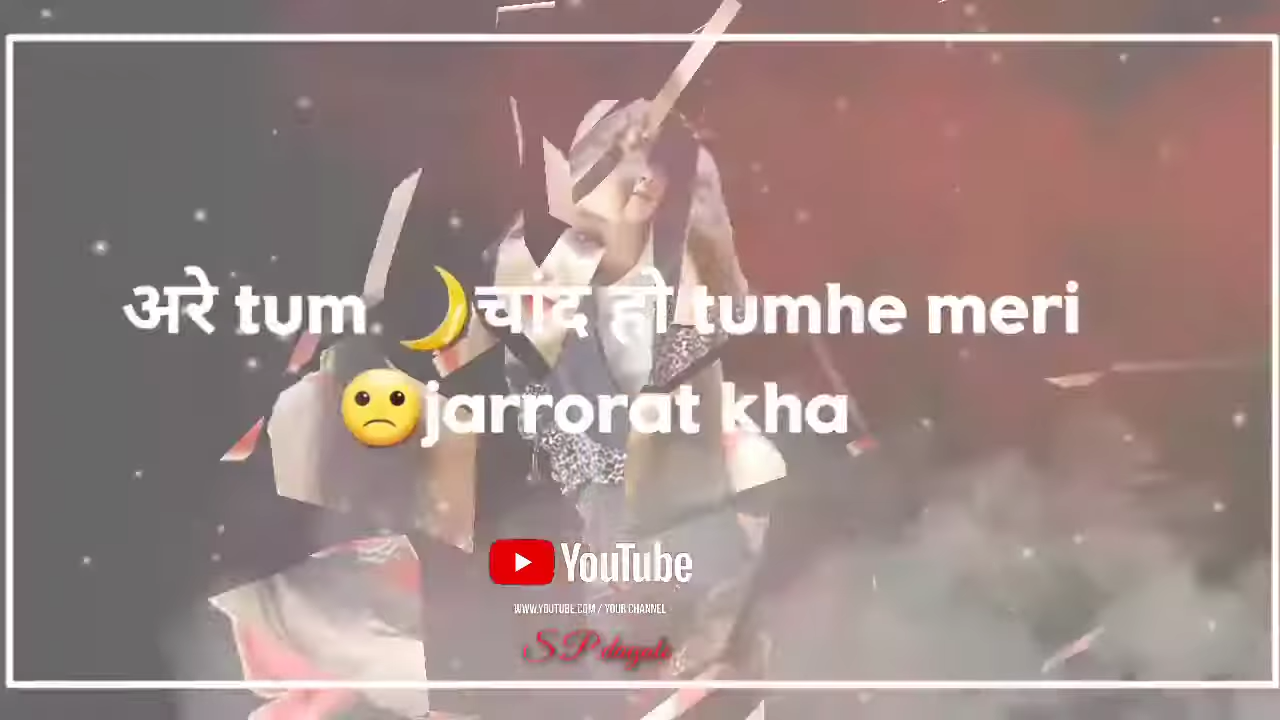 अरे tum. 🌙चांद हो tumhe meri
🙁jarrorat kha
YouTube
WWW.YOUTUBE.COM / YOUR CHANNEL
SP